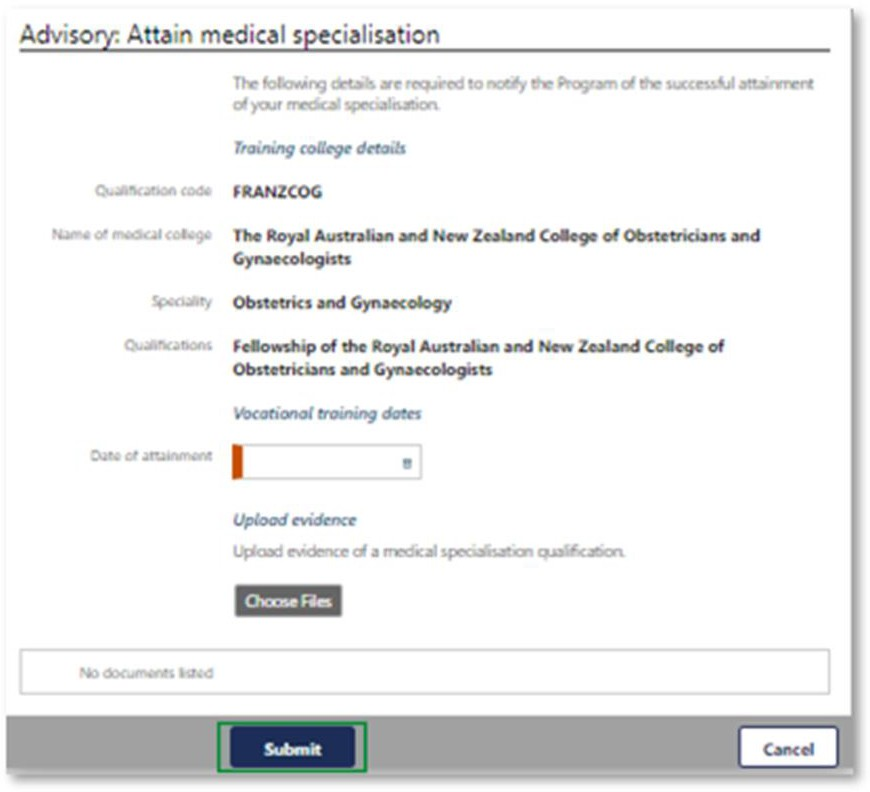 Advisory: Attain medical specialisation
The following details are required to notify the Program of the successful attainment
of your medical specialisation.
Training college details
Qualification code FRANZCOG
Name of medical college The Royal Australian and New Zealand College of Obstetricians and
Gynaecologists
Speciality Obstetrics and Gynaecology
Qualifications Fellowship of the Royal Australian and New Zealand College of
Obstetricians and Gynaecologists
Vocational training dates
Date of attainment
Upload evidence
Upload evidence of a medical specialisation qualification.
Choose Files
No documents listed
Submit Cancel